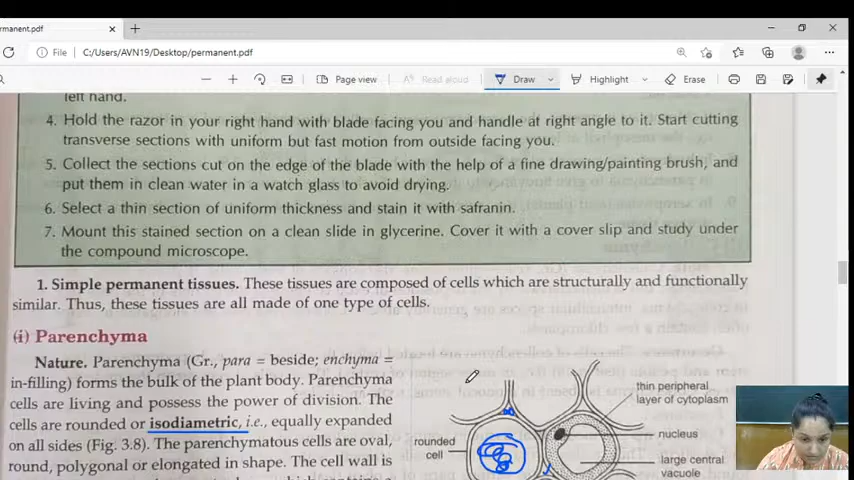 rmanent.pdf
File
C:/Users/AVN19/Desktop/permanent.pdf
Page view
Read aloud
Draw
Highlight
Erase
left hand.
4. Hold the razor in your right hand with blade facing you and handle at right angle to it. Start cutting
transverse sections with uniform but fast motion from outside facing you.
5. Collect the sections cut on the edge of the blade with the help of a fine drawing/painting brush, and
put them in clean water in a watch glass to avoid drying.
6. Select a thin section of uniform thickness and stain it with safranin.
7. Mount this stained section on a clean slide in glycerine. Cover it with a cover slip and study under
the compound microscope.
1. Simple permanent tissues. These tissues are composed of cells which are structurally and functionally
similar. Thus, these tissues are all made of one type of cells.
(i) Parenchyma
Nature. Parenchyma (Gr., para = beside; enchyma =
in-filling) forms the bulk of the plant body. Parenchyma
cells are living and possess the power of division. The
cells are rounded or isodiametric, i.e., equally expanded
on all sides (Fig. 3.8). The parenchymatous cells are oval,
round, polygonal or elongated in shape. The cell wall is
thin peripheral
layer of cytoplasm
rounded
cell
nucleus
large central
vacuole